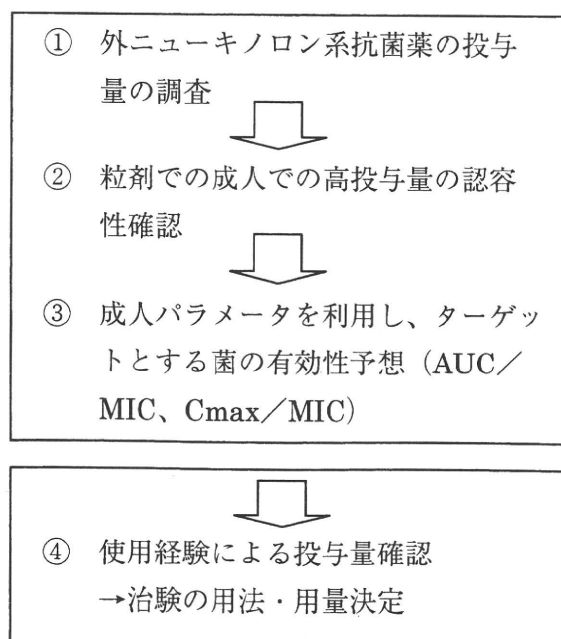 ① 外ニューキノロン系抗菌薬の投与
量の調査
② 粒剤での成人での高投与量の認容
性確認
③ 成人パラメータを利用し、ターゲッ
トとする菌の有効性予想（AUC／
MIC、Cmax／MIC）
④ 使用経験による投与量確認
→治験の用法・用量決定